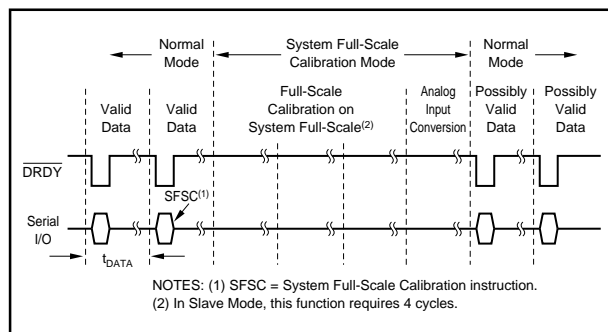 Normal
Mode
System Full-Scale
Calibration Mode
Normal
Mode
Valid
Data
Valid
Data
Full-Scale
Calibration on
System Full-Scale(2)
Analog
Input
Conversion
Possibly
Valid
Data
Possibly
Valid
Data
DRDY
SFSC(1)
Serial
I/O
tDATA
NOTES: (1) SFSC = System Full-Scale Calibration instruction.
(2) In Slave Mode, this function requires 4 cycles.